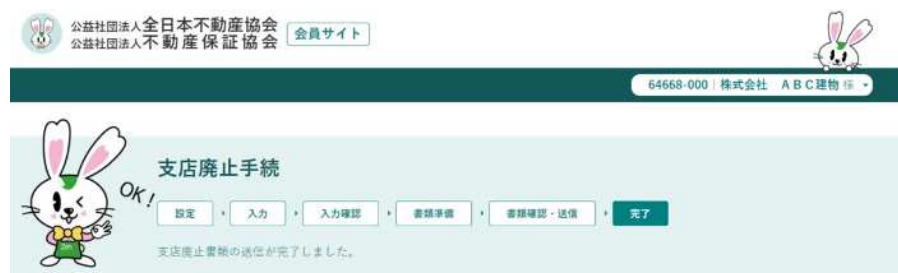 公益社団法人全日本不動産協会
公益社団法人不動産保証協会
会員サイト
64668-000 株式会社 ABC建物 様
支店廃止手続
OK!
設定
入力
入力確認
書類準備
書類確認・送信
完了
支店廃止書類の送信が完了しました。